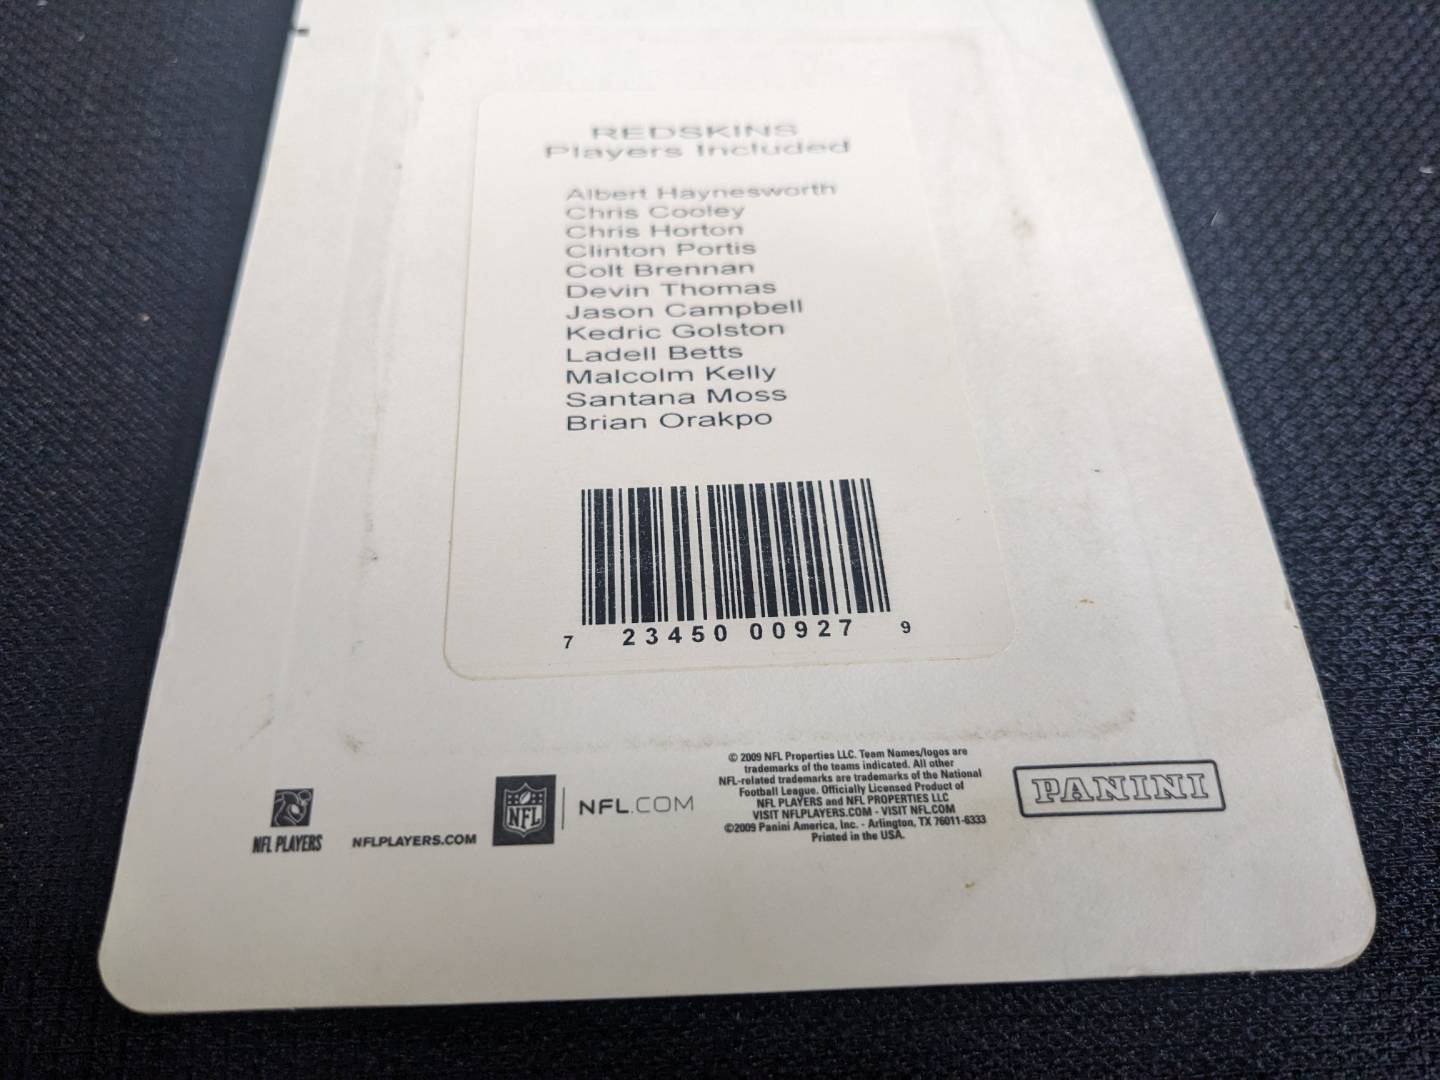 REDSKINS
Players Included
Albert Haynesworth
Chris Cooley
Chris Horton
Clinton Portis
Colt Brennan
Devin Thomas
Jason Campbell
Kedric Golston
Ladell Betts
Malcolm Kelly
Santana Moss
Brian Orakpo
7 23450 00927 9
NFL PLAYERS
NFLPLAYERS.COM
NFL
NFL.COM
© 2009 NFL Properties LLC. Team Names/logos are
trademarks of the teams indicated. All other
NFL-related trademarks are trademarks of the National
Football League. Officially Licensed Product of
NFL PLAYERS and NFL PROPERTIES LLC
VISIT NFLPLAYERS.COM - VISIT NFL.COM
©2009 Panini America, Inc. - Arlington, TX 76011-6333
Printed in the USA.
PANINI